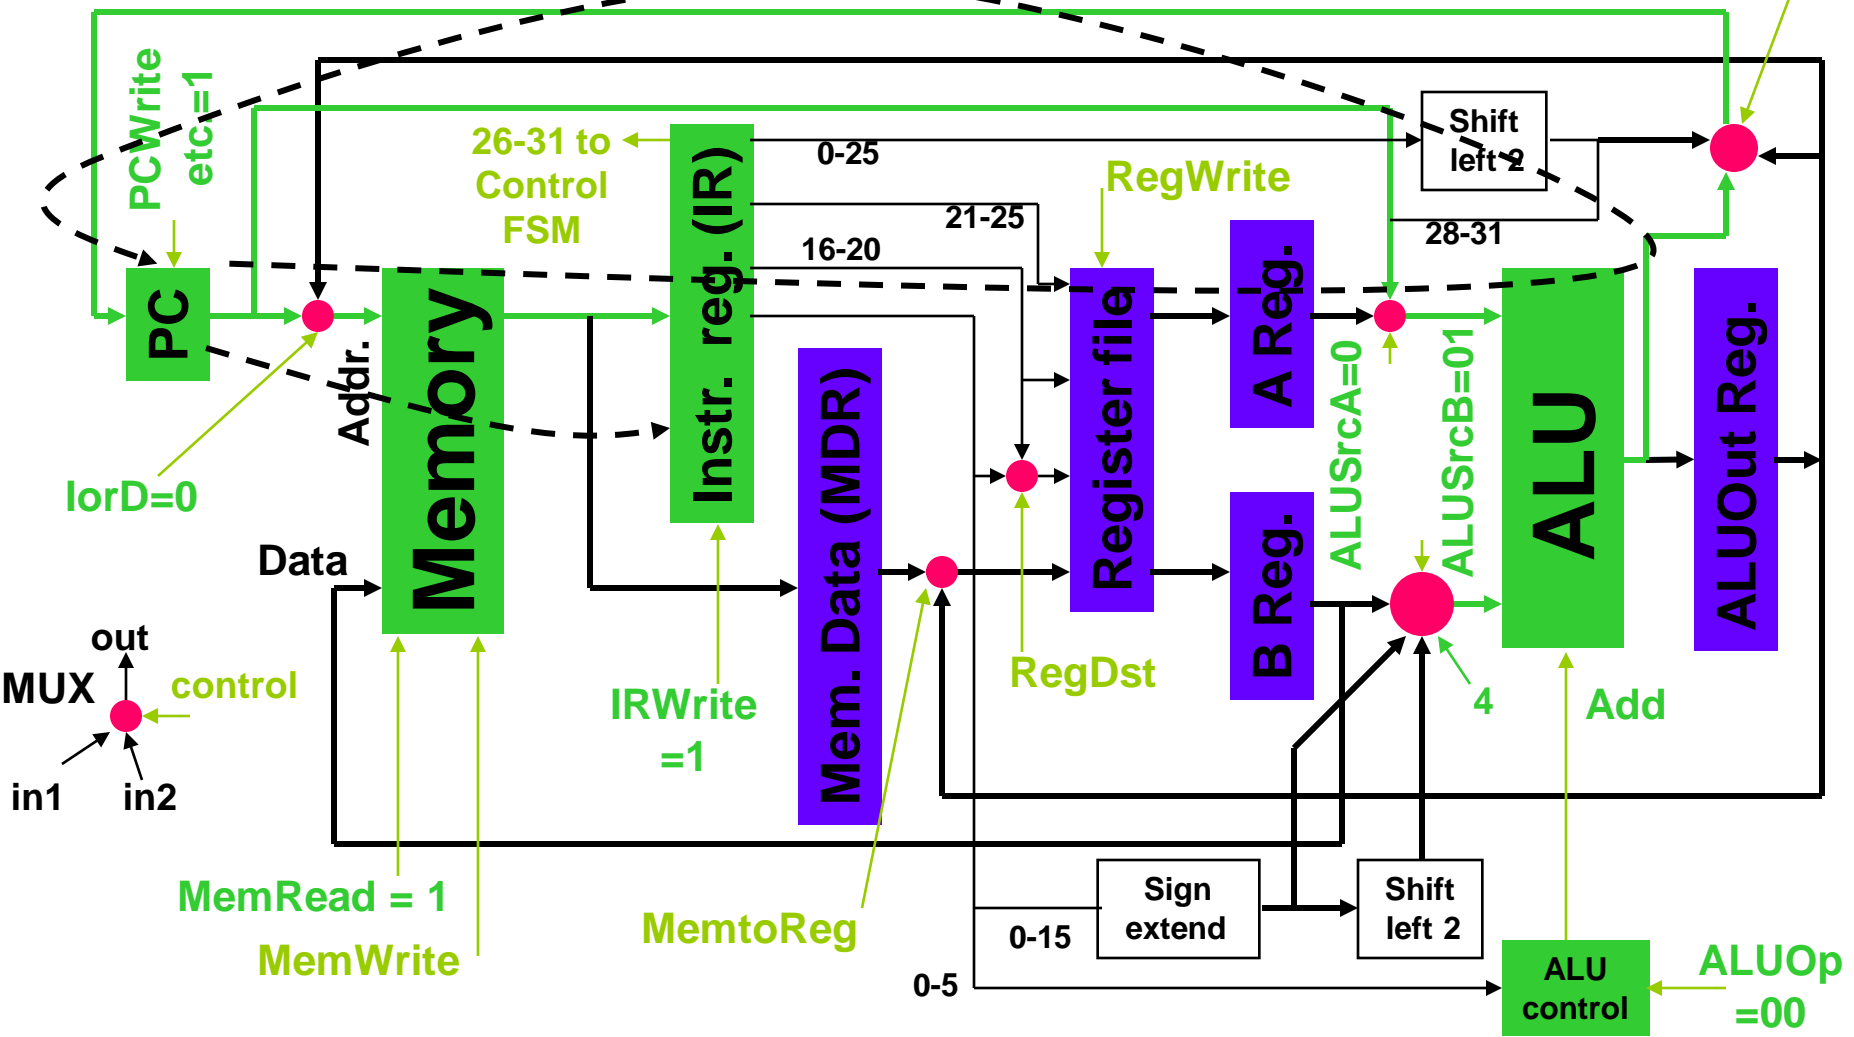 PCWrite
etc.=1
26-31 to
Control
FSM
0-25
Shift
left 2
RegWrite
21-25
28-31
16-20
PC
Addr.
Memory
Instr. reg. (IR)
Mem. Data (MDR)
Register file
A Reg.
B Reg.
ALUSrcA=0
ALUSrcB=01
ALU
ALUOut Reg.
IorD=0
Data
out
MUX
control
in1
in2
IRWrite
=1
RegDst
4
Add
MemRead = 1
MemWrite
MemtoReg
0-15
Sign
extend
Shift
left 2
0-5
ALU
control
ALUOp
=00